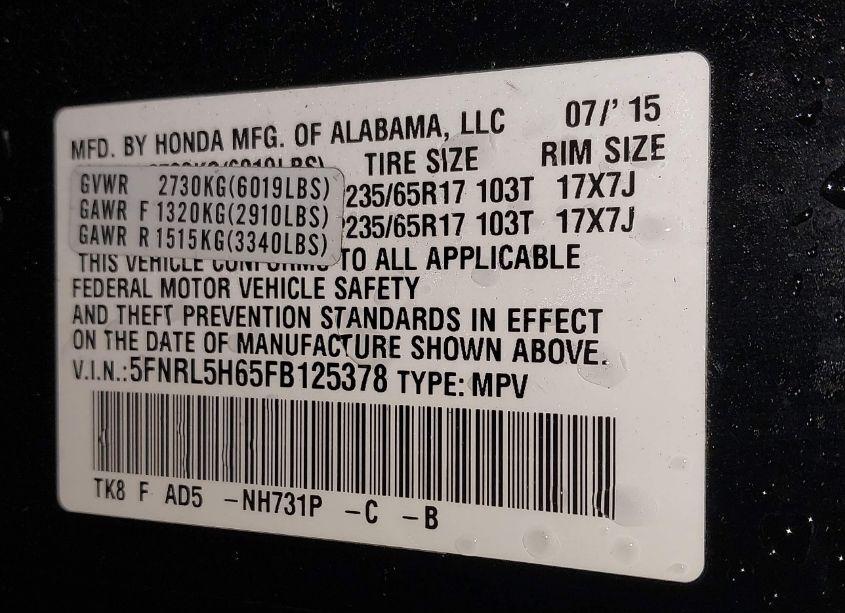 MFD. BY HONDA MFG. OF ALABAMA, LLC 07/'15
TIRE SIZE RIM SIZE
GVWR 2730KG(6019LBS) 235/65R17 103T 17X7J
GAWR F 1320KG(2910LBS) 235/65R17 103T 17X7J
GAWR R 1515KG(3340LBS)
THIS VEHICLE CONFORMS TO ALL APPLICABLE
FEDERAL MOTOR VEHICLE SAFETY
AND THEFT PREVENTION STANDARDS IN EFFECT
ON THE DATE OF MANUFACTURE SHOWN ABOVE.
V.I.N.:5FNRL5H65FB125378 TYPE: MPV
TK8 F AD5 -NH731P -C -B